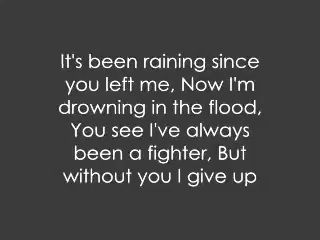 It's been raining since
you left me, Now I'm
drowning in the flood,
You see I've always
been a fighter, But
without you I give up